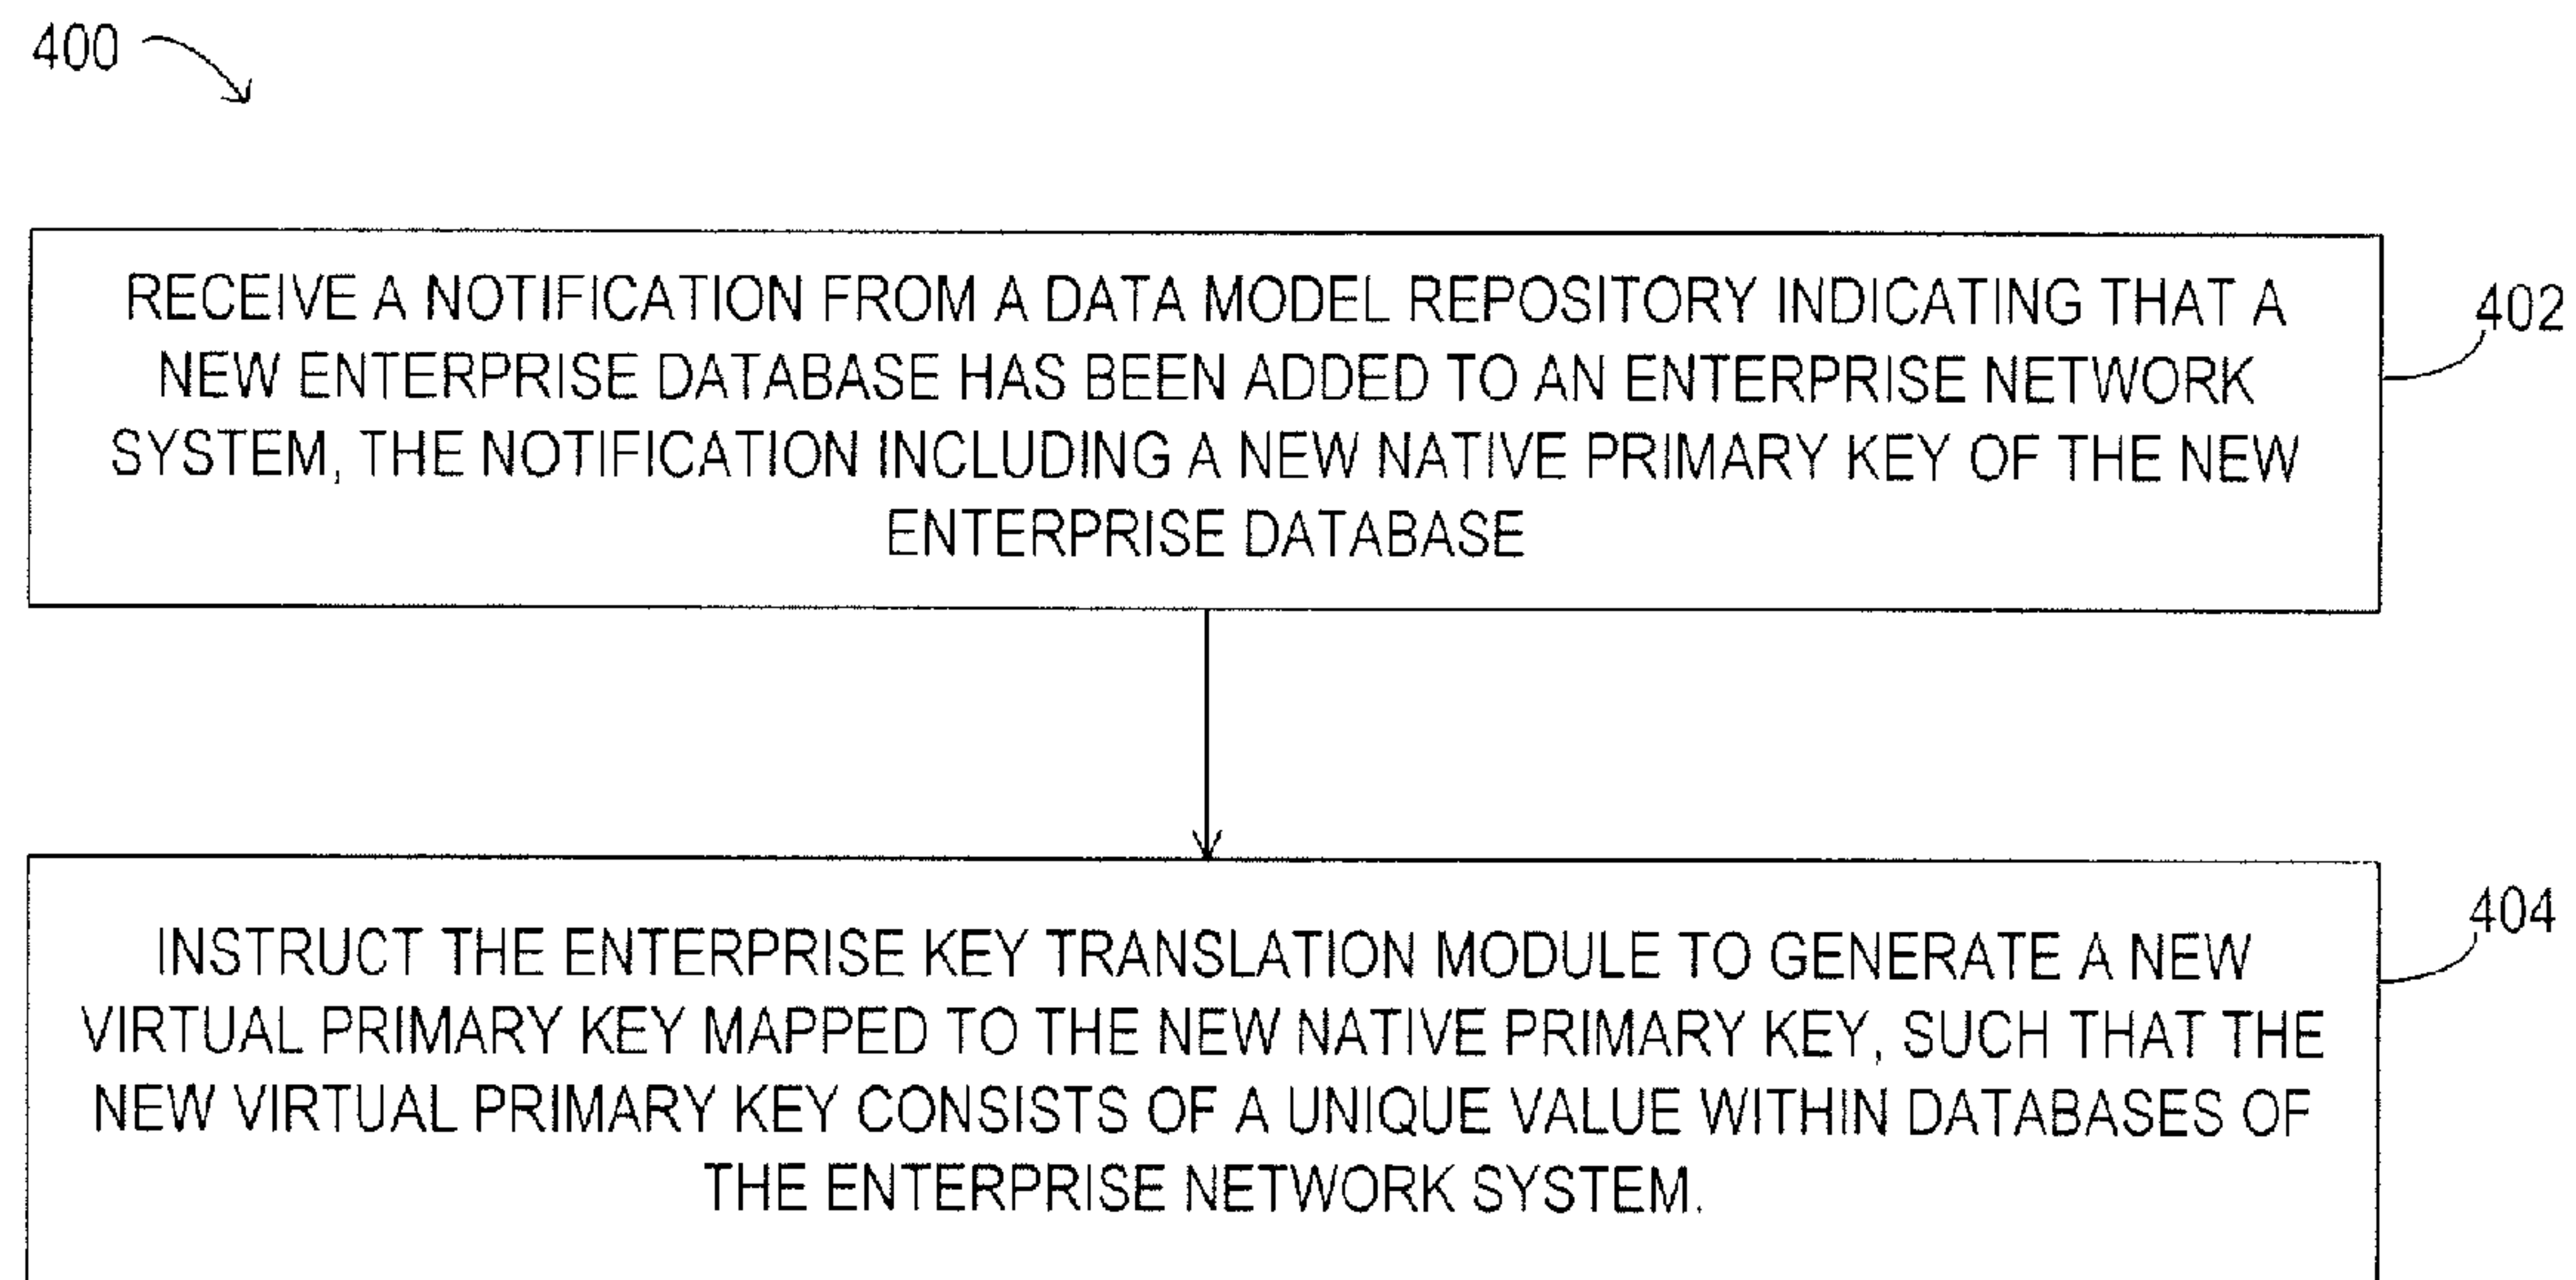 400
RECEIVE A NOTIFICATION FROM A DATA MODEL REPOSITORY INDICATING THAT A
402
NEW ENTERPRISE DATABASE HAS BEEN ADDED TO AN ENTERPRISE NETWORK
SYSTEM, THE NOTIFICATION INCLUDING A NEW NATIVE PRIMARY KEY OF THE NEW
ENTERPRISE DATABASE
404
INSTRUCT THE ENTERPRISE KEY TRANSLATION MODULE TO GENERATE A NEW
VIRTUAL PRIMARY KEY MAPPED TO THE NEW NATIVE PRIMARY KEY, SUCH THAT THE
NEW VIRTUAL PRIMARY KEY CONSISTS OF A UNIQUE VALUE WITHIN DATABASES OF
THE ENTERPRISE NETWORK SYSTEM.